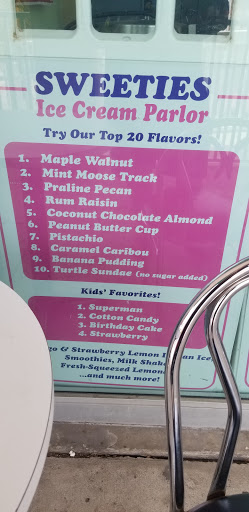 SWEETIES
Ice Cream Parlor
Try Our Top 20 Flavors!
1. Maple Walnut
2. Mint Moose Track
3. Praline Pecan
4. Rum Raisin
5. Coconut Chocolate Almond
6. Peanut Butter Cup
7. Pistachio
8. Caramel Caribou
9. Banana Pudding
10. Turtle Sundae (no sugar added)
Kids' Favorites!
1. Superman
2. Cotton Candy
3. Birthday Cake
4. Strawberry
& Strawberry Lemon Ice
Smoothies, Milk
Fresh-Squeezed
...and much more!